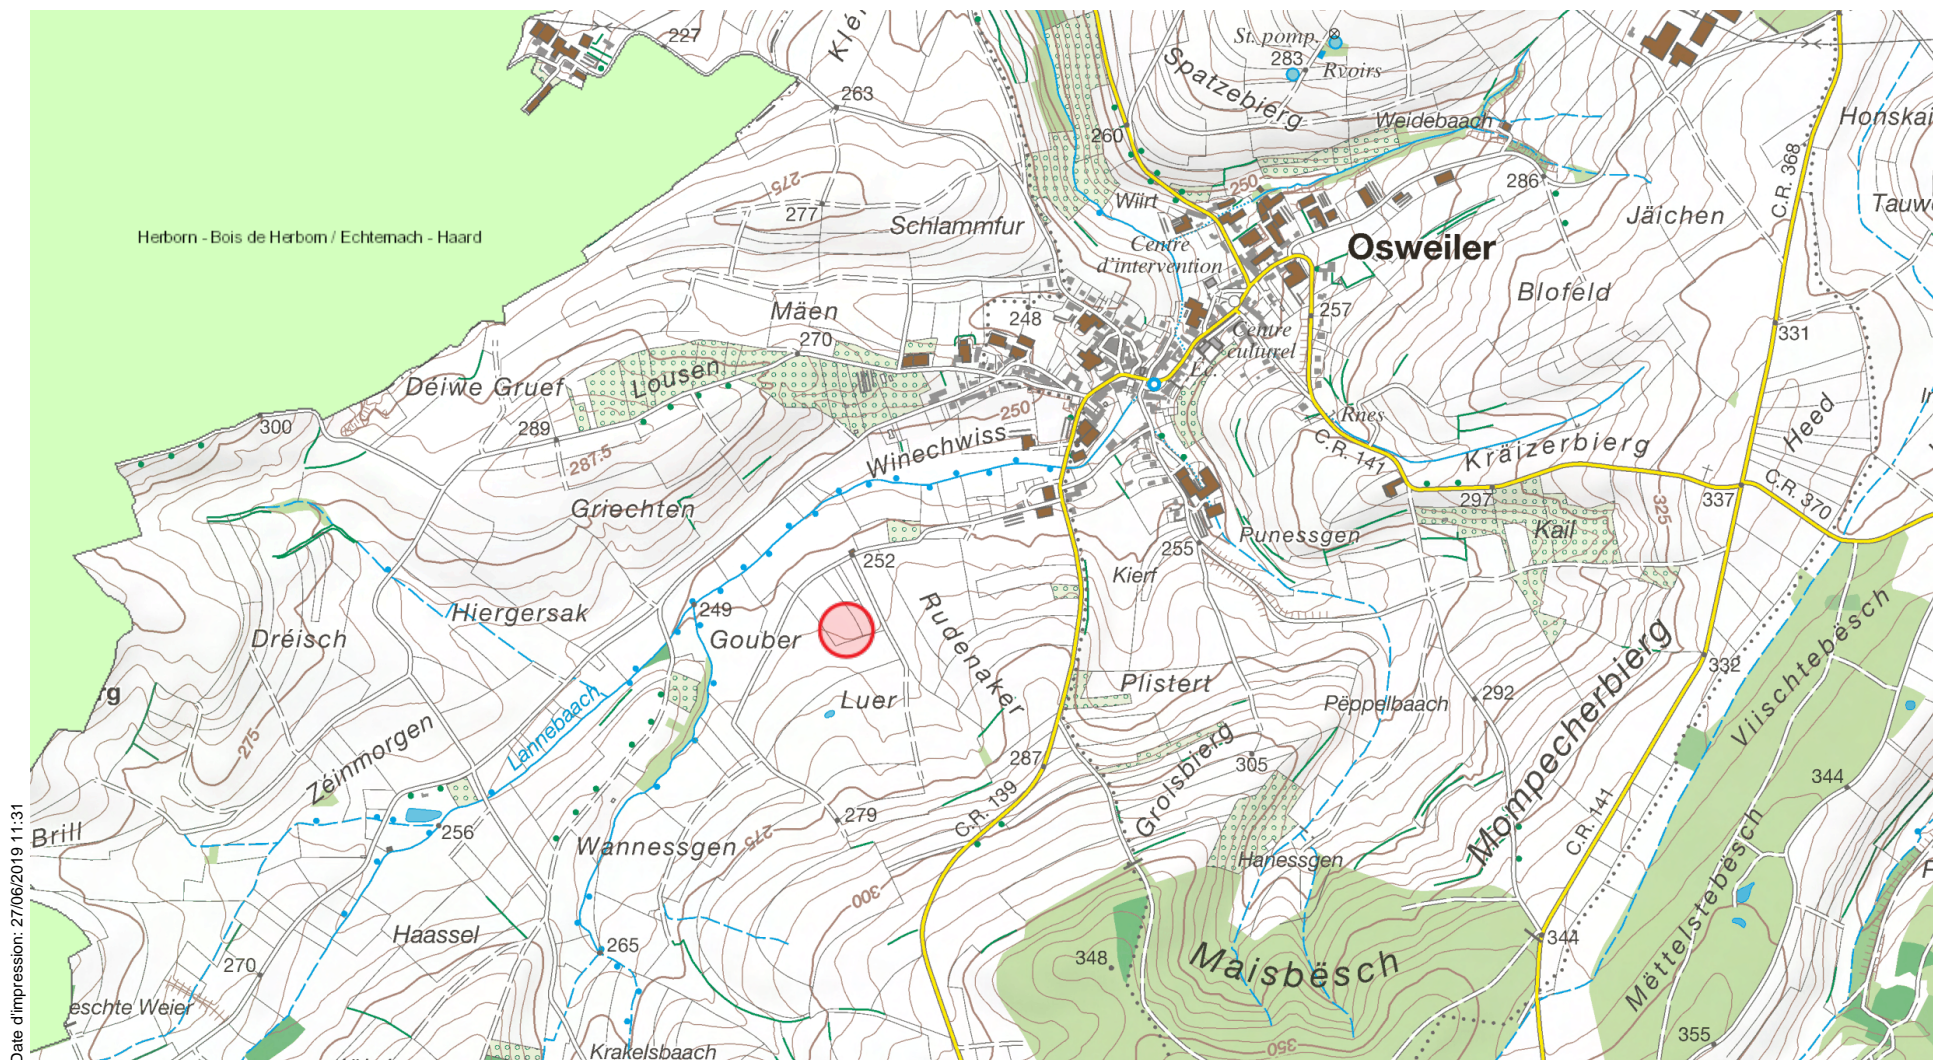 227
St. pomp.
283
Rvoirs
Spatzebierg
263
260
Weidebaach
Honskai
C.R. 368
275
277
250
Wiirt
286
Jäichen
Tauw
Schlammfur
Herborn - Bois de Herborn / Echternach - Haard
Centre
d'intervention
Osweiler
Blofeld
Mäen
248
257
331
270
Centre
culturel
Ec.
Déiwe Gruef
Lousen
250
Rnes
Heed
300
289
287.5
Winechwiss
C.R. 141
Kräizerbierg
297
337
C.R. 370
325
Griechten
Kail
Punessgen
255
252
Kierf
Hiergersak
249
Gouber
Rudenaker
Dréisch
Viischtebësch
332
rg
Luer
Plistert
292
Pëppelbaach
Mompecherbierg
275
Lannebaach
Zéinmorgen
287
305
Grolsbierg
344
279
C.R. 139
C.R. 141
Brill
256
Wannessgen
275
Hanessgen
300
Mëttelstebësch
Haassel
265
344
270
348
Maisbësch
eschte Weier
355
350
Krakelsbaach
Date d'impression: 27/06/2019 11:31